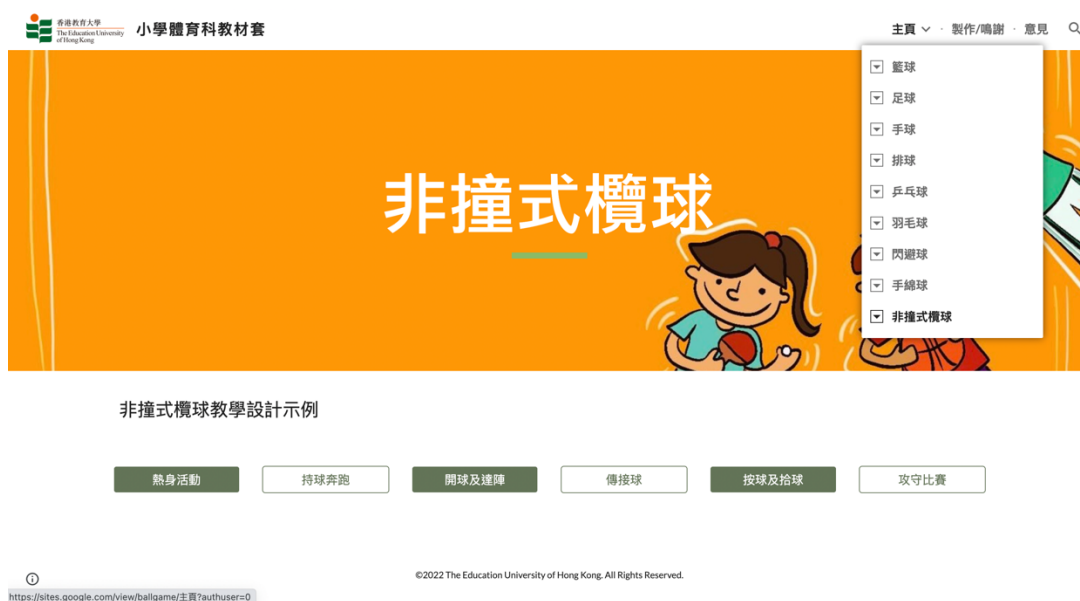 香港教育大學
The Education University
of Hong Kong
小學體育科教材套
主頁 · 製作/鳴謝 · 意見
籃球
足球
手球
排球
乒乓球
羽毛球
閃避球
手綿球
非撞式欖球
非撞式欖球
非撞式欖球教學設計示例
熱身活動
持球奔跑
開球及達陣
傳接球
按球及拾球
攻守比賽
©2022 The Education University of Hong Kong. All Rights Reserved.
https://sites.google.com/view/ballgame/主頁?authuser=0